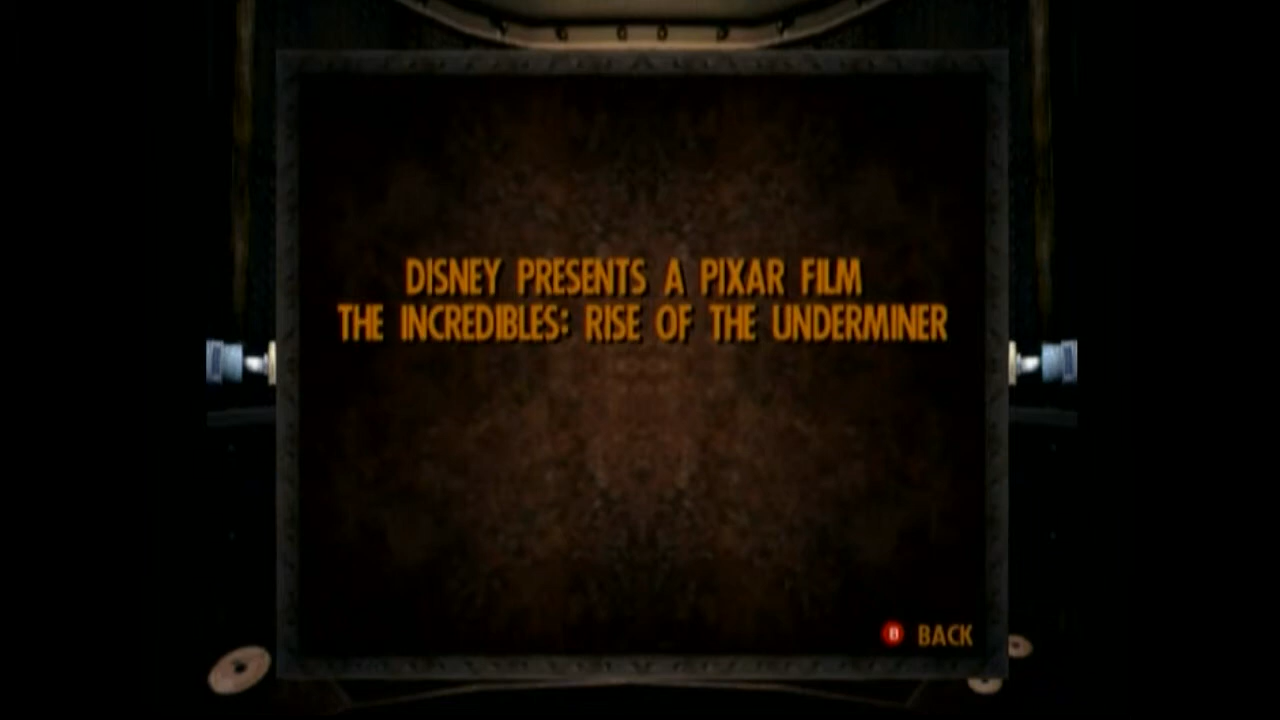 DISNEY PRESENTS A PIXAR FILM
THE INCREDIBLES: RISE OF THE UNDERMINER
B BACK